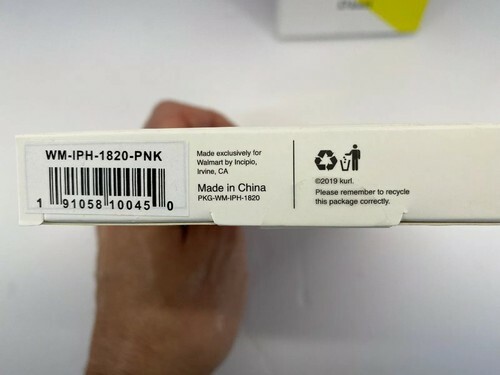 WM-IPH-1820-PNK
1 91058 10045 0
Made exclusively for
Walmart by Incipio,
Irvine, CA
Made in China
PKG-WM-IPH-1820
©2019 kurl.
Please remember to recycle
this package correctly.